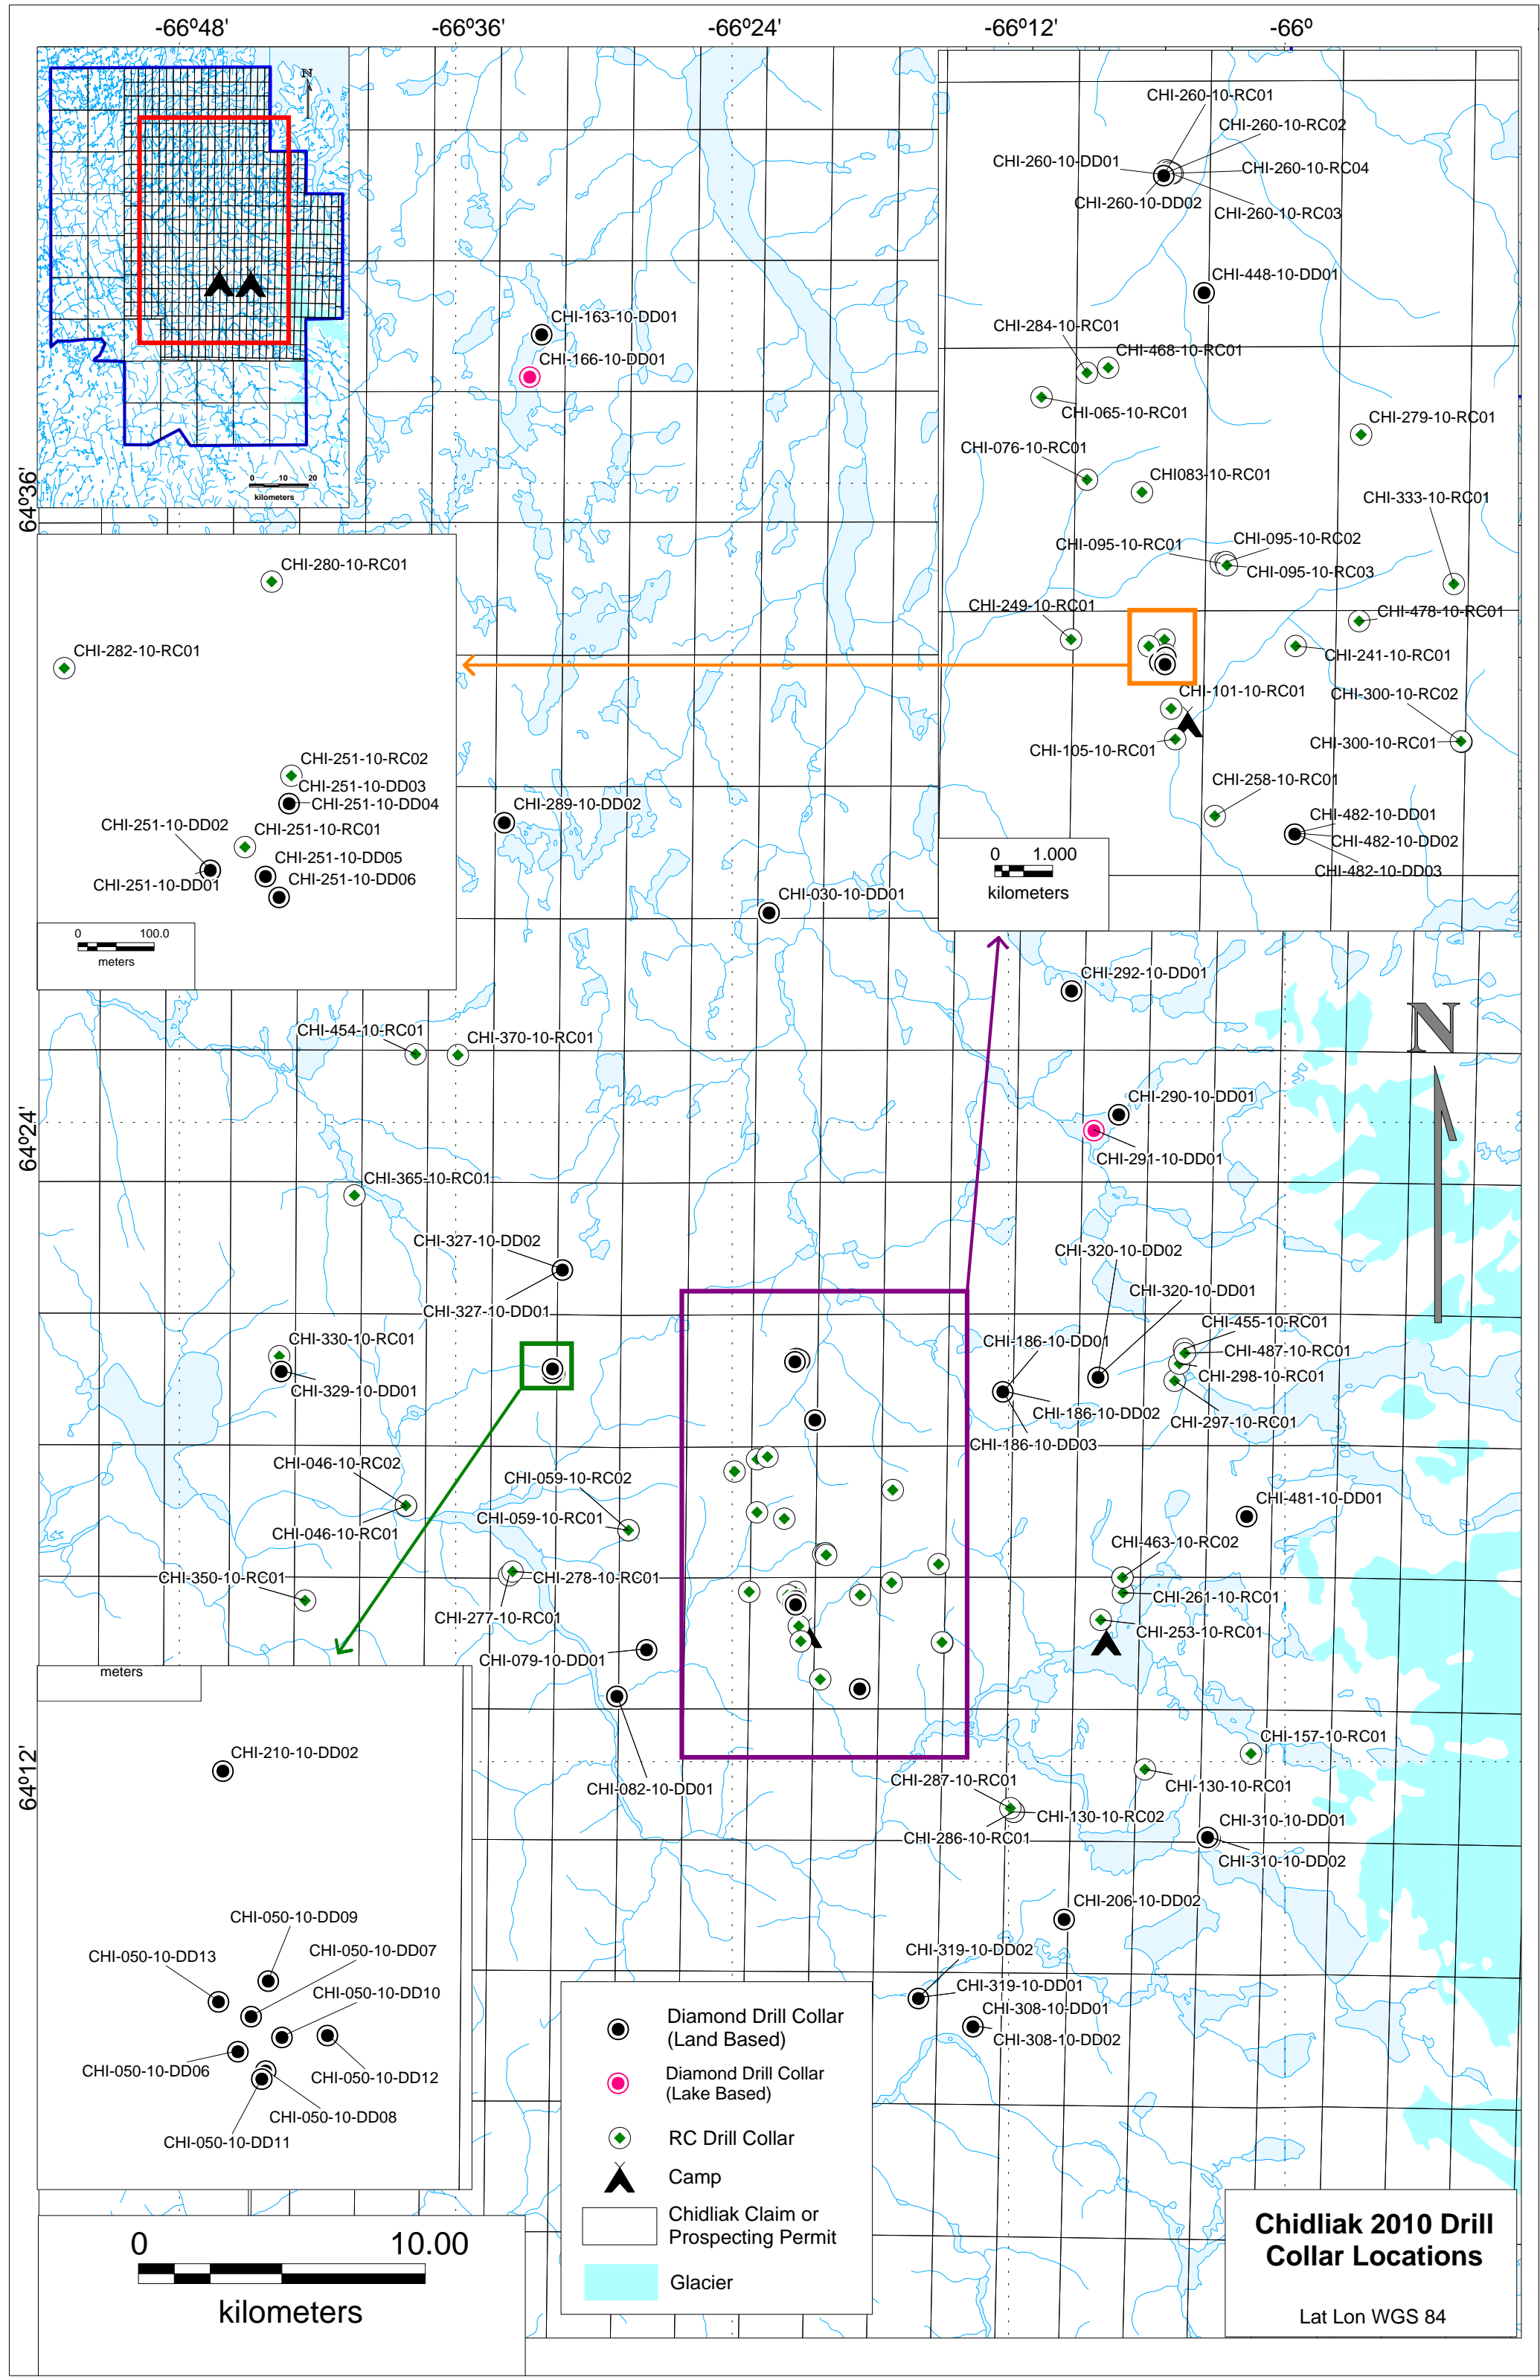 -66º48'
-66º36'
-66º24'
-66º12'
-66º
N
0 10 20
kilometers
64º36'
64º24'
64º12'
CHI-260-10-RC01
CHI-260-10-RC02
CHI-260-10-DD01
CHI-260-10-RC04
CHI-260-10-DD02
CHI-260-10-RC03
CHI-448-10-DD01
CHI-284-10-RC01
CHI-468-10-RC01
CHI-065-10-RC01
CHI-279-10-RC01
CHI-076-10-RC01
CHI083-10-RC01
CHI-333-10-RC01
CHI-095-10-RC01
CHI-095-10-RC02
CHI-095-10-RC03
CHI-249-10-RC01
CHI-478-10-RC01
CHI-241-10-RC01
CHI-101-10-RC01
CHI-300-10-RC02
CHI-105-10-RC01
CHI-300-10-RC01
CHI-258-10-RC01
CHI-482-10-DD01
CHI-482-10-DD02
CHI-482-10-DD03
0 1.000
kilometers
CHI-163-10-DD01
CHI-166-10-DD01
CHI-280-10-RC01
CHI-282-10-RC01
CHI-251-10-RC02
CHI-251-10-DD03
CHI-251-10-DD04
CHI-251-10-DD02
CHI-251-10-RC01
CHI-251-10-DD05
CHI-251-10-DD01
CHI-251-10-DD06
0 100.0
meters
CHI-289-10-DD02
CHI-030-10-DD01
CHI-292-10-DD01
N
CHI-454-10-RC01
CHI-370-10-RC01
CHI-290-10-DD01
CHI-291-10-DD01
CHI-365-10-RC01
CHI-327-10-DD02
CHI-327-10-DD01
CHI-320-10-DD02
CHI-320-10-DD01
CHI-330-10-RC01
CHI-329-10-DD01
CHI-186-10-DD01
CHI-186-10-DD02
CHI-186-10-DD03
CHI-455-10-RC01
CHI-487-10-RC01
CHI-298-10-RC01
CHI-297-10-RC01
CHI-046-10-RC02
CHI-046-10-RC01
CHI-059-10-RC02
CHI-059-10-RC01
CHI-481-10-DD01
CHI-463-10-RC02
CHI-350-10-RC01
CHI-278-10-RC01
CHI-277-10-RC01
CHI-261-10-RC01
CHI-253-10-RC01
CHI-079-10-DD01
CHI-082-10-DD01
CHI-157-10-RC01
CHI-287-10-RC01
CHI-130-10-RC01
CHI-130-10-RC02
CHI-286-10-RC01
CHI-310-10-DD01
CHI-310-10-DD02
CHI-206-10-DD02
CHI-319-10-DD02
CHI-319-10-DD01
CHI-308-10-DD01
CHI-308-10-DD02
meters
CHI-210-10-DD02
CHI-050-10-DD09
CHI-050-10-DD13
CHI-050-10-DD07
CHI-050-10-DD10
CHI-050-10-DD06
CHI-050-10-DD12
CHI-050-10-DD08
CHI-050-10-DD11
0 10.00
kilometers
Diamond Drill Collar
(Land Based)
Diamond Drill Collar
(Lake Based)
RC Drill Collar
Camp
Chidliak Claim or
Prospecting Permit
Glacier
Chidliak 2010 Drill
Collar Locations
Lat Lon WGS 84